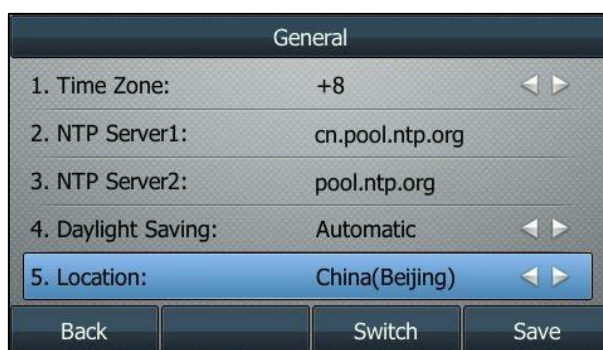 General
1. Time Zone: +8
2. NTP Server1: cn.pool.ntp.org
3. NTP Server2: pool.ntp.org
4. Daylight Saving: Automatic
5. Location: China(Beijing)
Back Switch Save